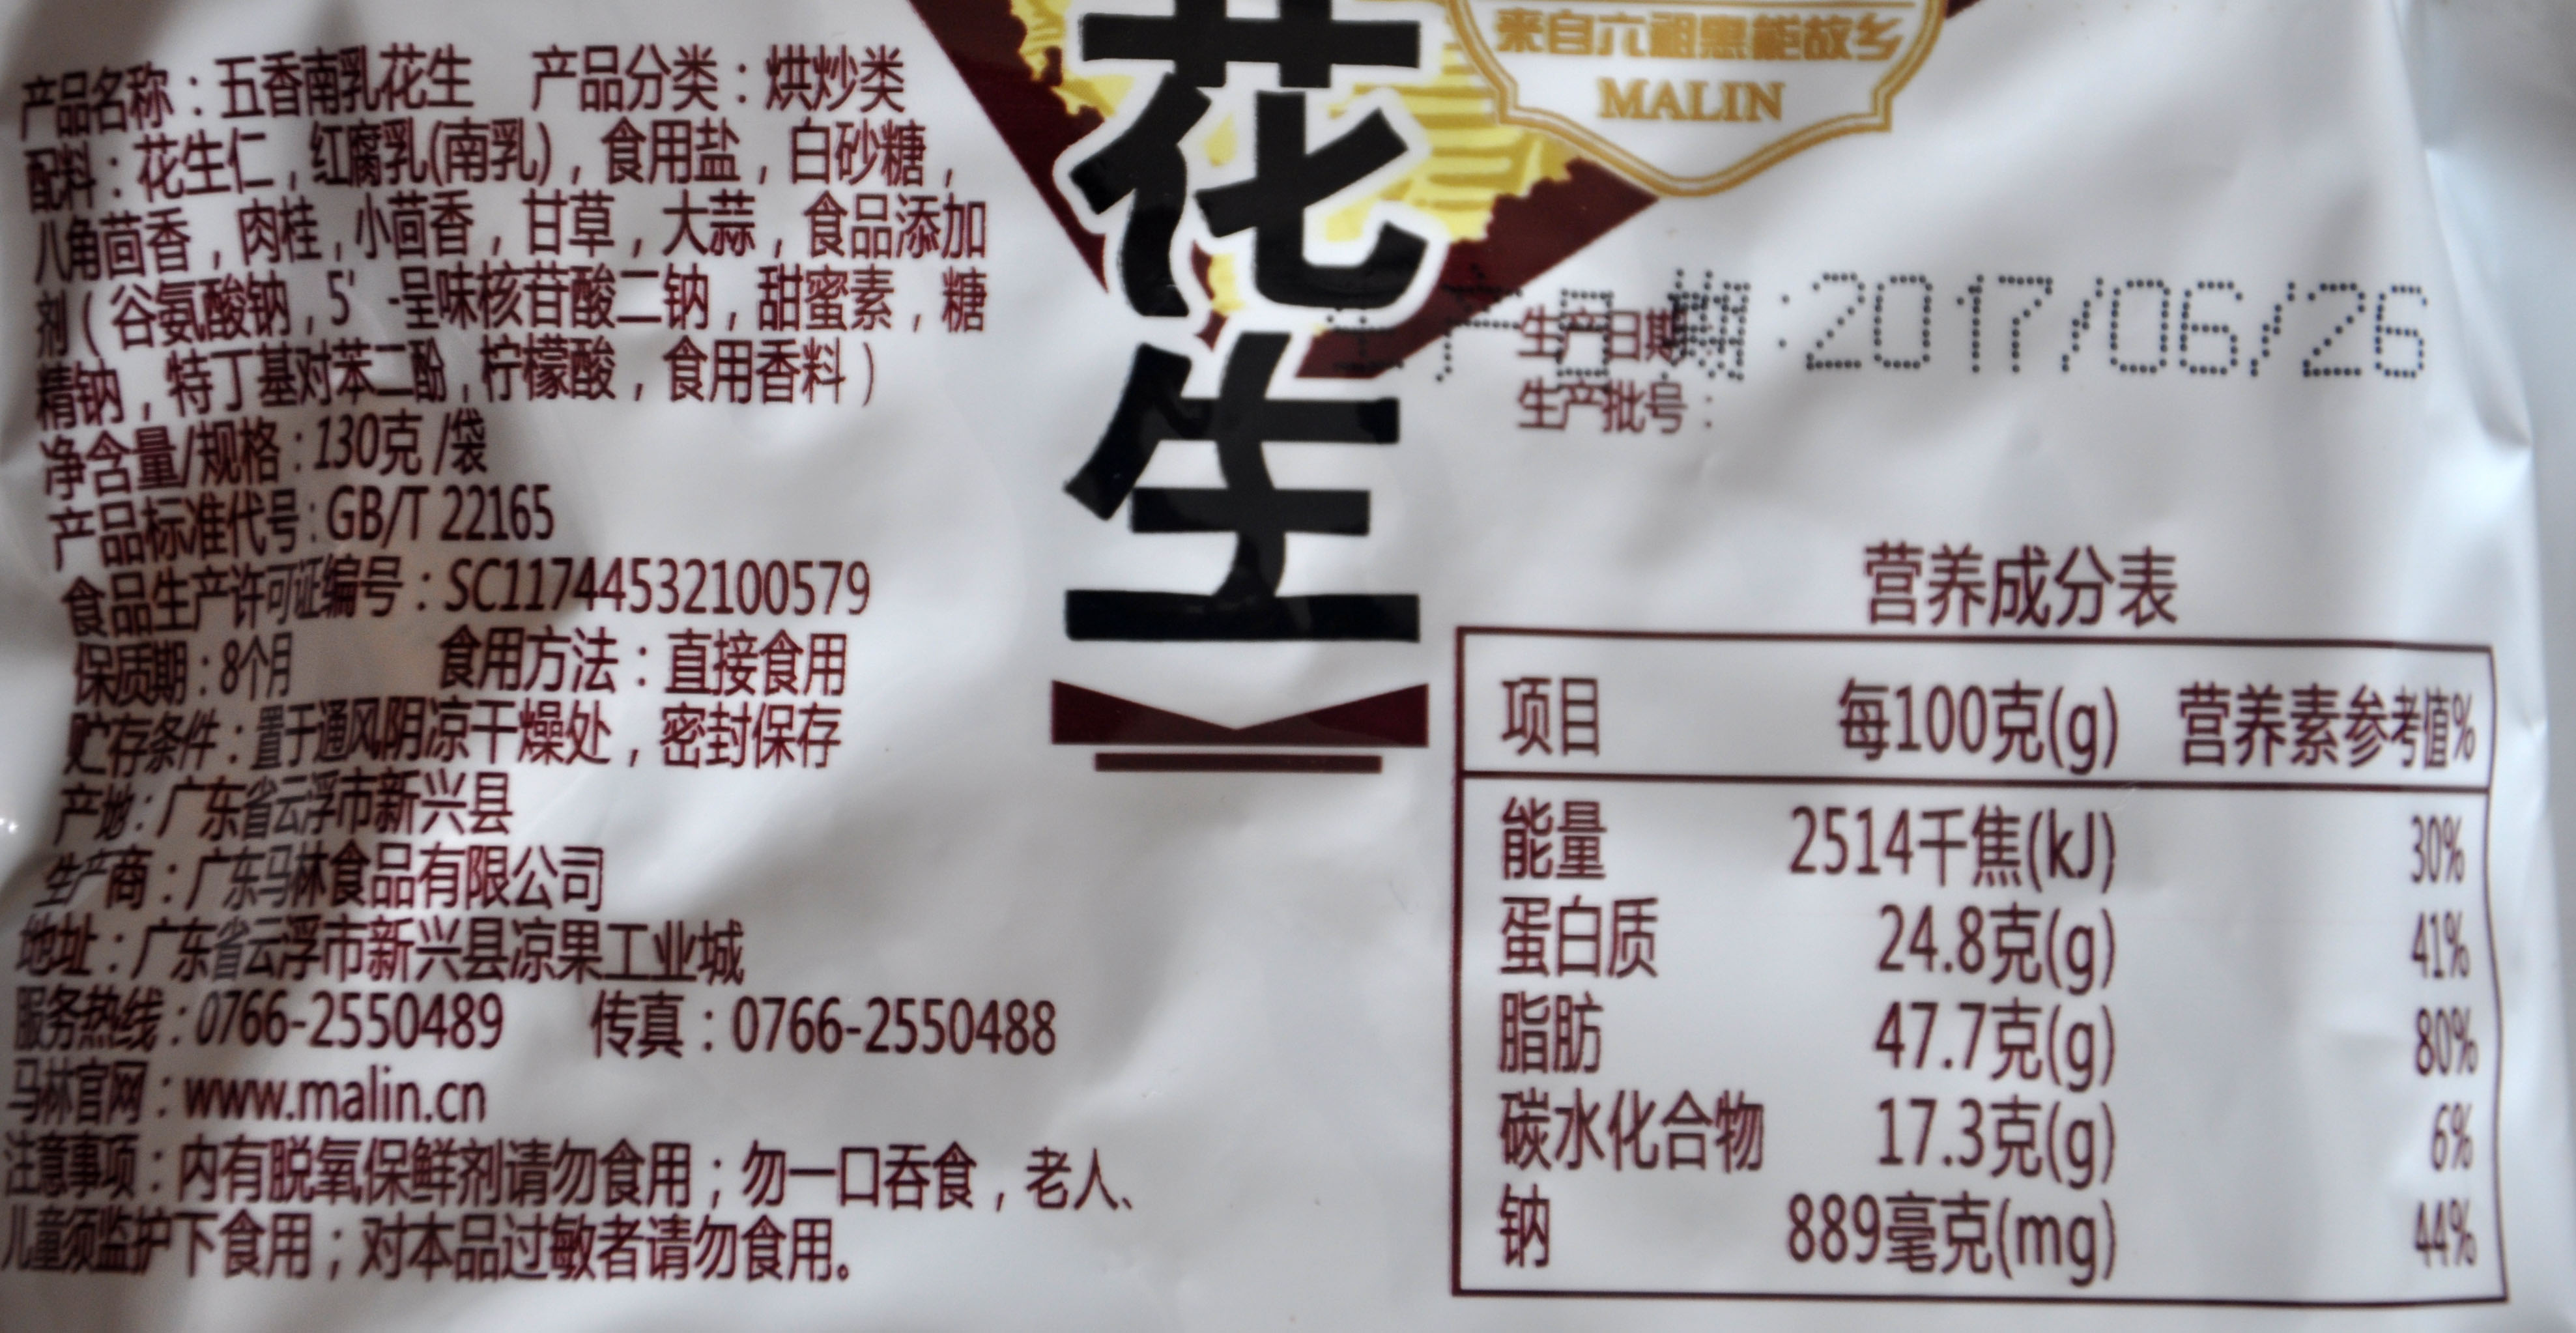 产品名称：五香南乳花生 产品分类：烘炒类
配料：花生仁，红腐乳(南乳)，食用盐，白砂糖，
八角茴香，肉桂，小茴香，甘草，大蒜，食品添加
剂（谷氨酸钠，5'-呈味核苷酸二钠，甜蜜素，糖
精钠，特丁基对苯二酚，柠檬酸，食用香料）
净含量/规格：130克/袋
产品标准代号：GB/T 22165
食品生产许可证编号：SC11744532100579
保质期：8个月 食用方法：直接食用
贮存条件：置于通风阴凉干燥处，密封保存
产地：广东省云浮市新兴县
生产商：广东马林食品有限公司
地址：广东省云浮市新兴县凉果工业城
服务热线：0766-2550489 传真：0766-2550488
马林官网：www.malin.cn
注意事项：内有脱氧保鲜剂请勿食用；勿一口吞食，老人、
儿童须监护下食用；对本品过敏者请勿食用。
花生
来自六祖惠能故乡
MALIN
生产日期:2017/06/26
生产日期
生产批号：
营养成分表
项目 每100克(g) 营养素参考值%
能量 2514千焦(kJ) 30%
蛋白质 24.8克(g) 41%
脂肪 47.7克(g) 80%
碳水化合物 17.3克(g) 6%
钠 889毫克(mg) 44%